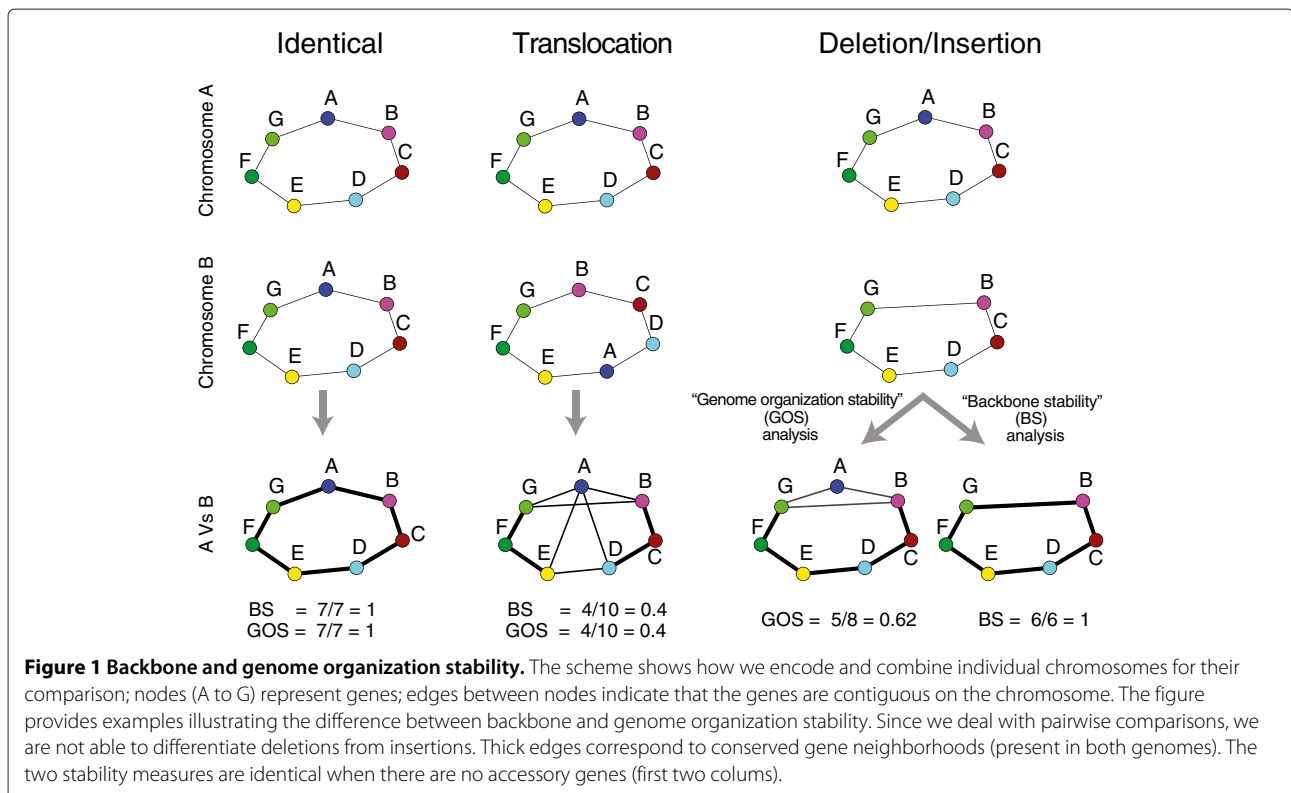 Identical
Translocation
Deletion/Insertion
Chromosome A
A
B
C
D
E
F
G
A
B
C
D
E
F
G
A
B
C
D
E
F
G
Chromosome B
A
B
C
D
E
F
G
B
C
D
A
E
F
G
B
C
D
E
F
G
“Genome organization stability”
(GOS)
analysis
“Backbone stability”
(BS)
analysis
A Vs B
A
B
C
D
E
F
G
A
B
C
D
E
F
G
A
B
C
D
E
F
G
B
C
D
E
F
G
BS = 7/7 = 1
GOS = 7/7 = 1
BS = 4/10 = 0.4
GOS = 4/10 = 0.4
GOS = 5/8 = 0.62
BS = 6/6 = 1
Figure 1 Backbone and genome organization stability. The scheme shows how we encode and combine individual chromosomes for their
comparison; nodes (A to G) represent genes; edges between nodes indicate that the genes are contiguous on the chromosome. The figure
provides examples illustrating the difference between backbone and genome organization stability. Since we deal with pairwise comparisons, we
are not able to differentiate deletions from insertions. Thick edges correspond to conserved gene neighborhoods (present in both genomes). The
two stability measures are identical when there are no accessory genes (first two colums).